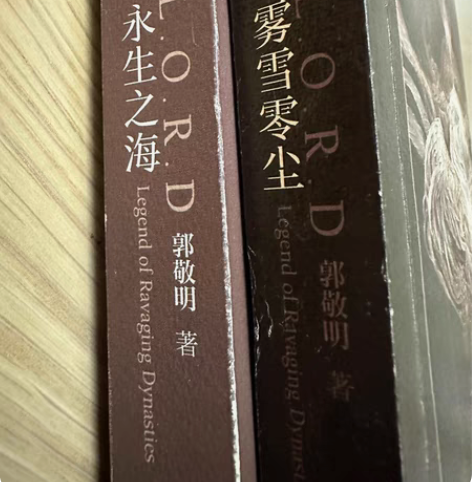 永生之海
L.O.R.D
Legend of Ravaging Dynasties
郭敬明 著
雾雪零尘
L.O.R.D
Legend of Ravaging Dynast
郭敬明 著